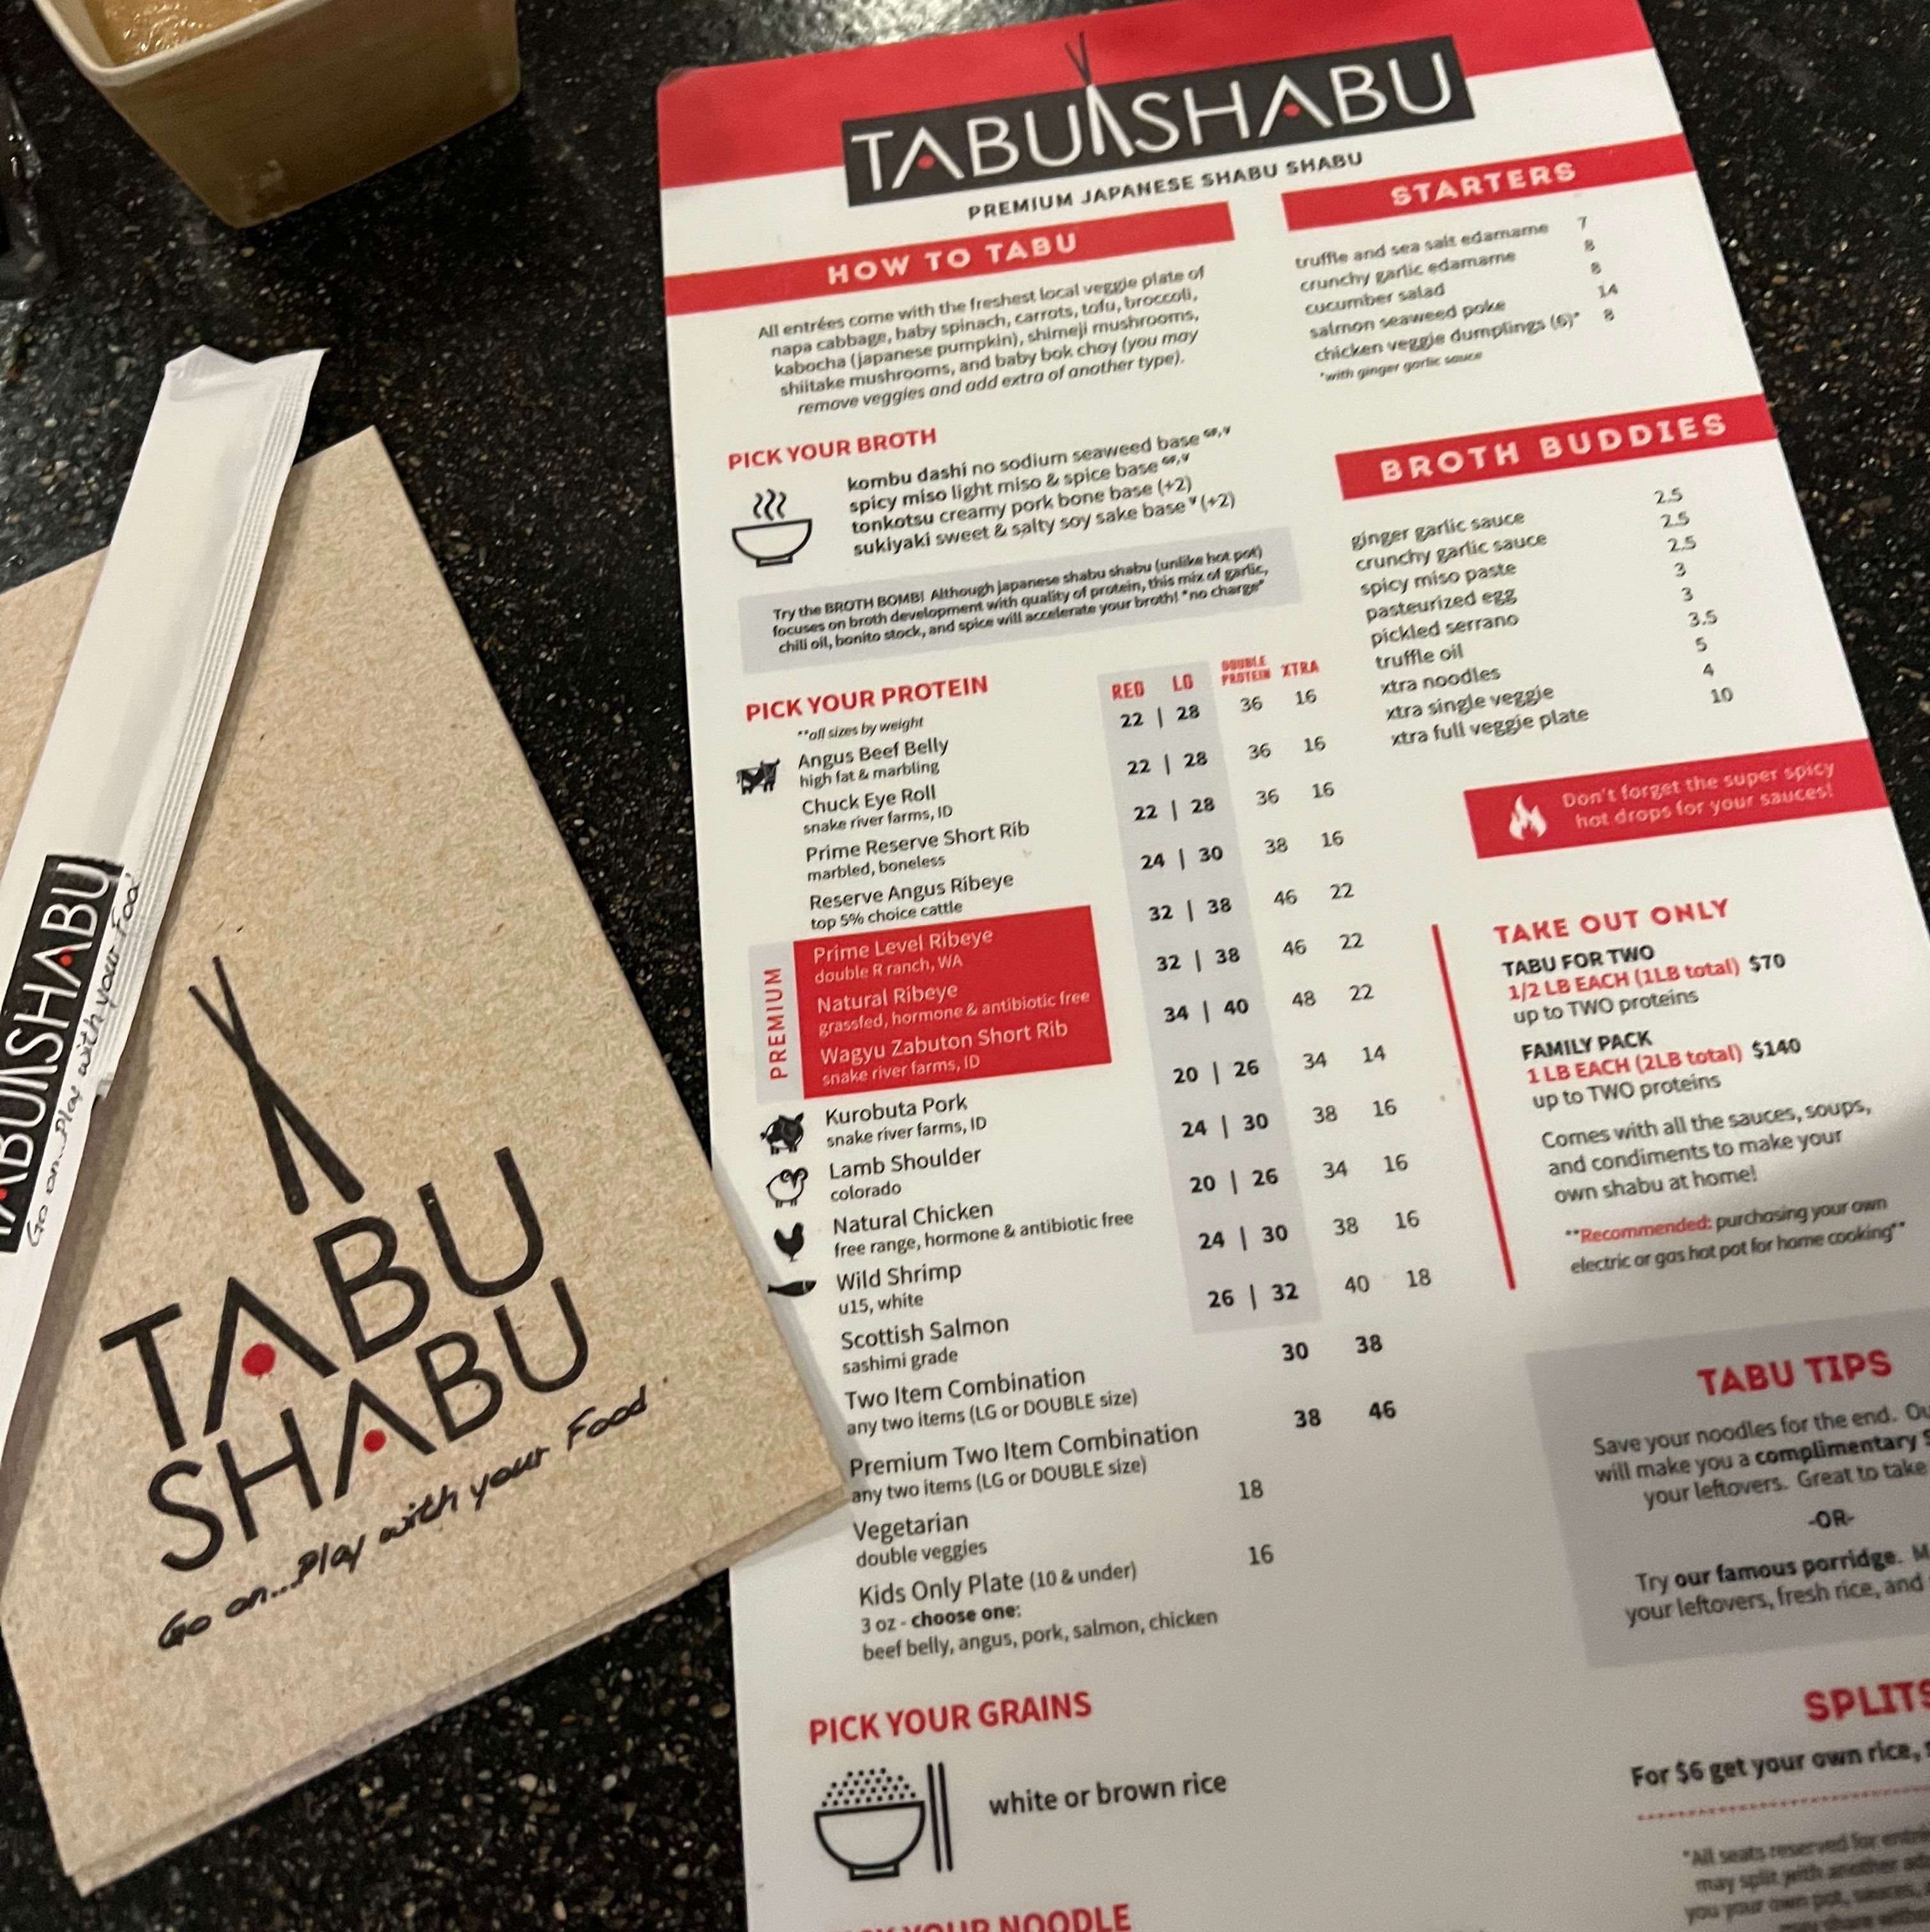 TABU SHABU
PREMIUM JAPANESE SHABU SHABU
HOW TO TABU
All entrées come with the freshest local veggie plate of
napa cabbage, baby spinach, carrots, tofu, broccoli,
kabocha (japanese pumpkin), shimeji mushrooms,
shiitake mushrooms, and baby bok choy (you may
remove veggies and add extra of another type).
PICK YOUR BROTH
kombu dashi no sodium seaweed base GF,V
spicy miso light miso & spice base GF,V
tonkotsu creamy pork bone base (+2)
sukiyaki sweet & salty soy sake base V (+2)
Try the BROTH BOMB! Although japanese shabu shabu (unlike hot pot)
focuses on broth development with quality of protein, this mix of garlic,
chili oil, bonito stock, and spice will accelerate your broth! *no charge*
PICK YOUR PROTEIN
REG LG DOUBLE PROTEIN XTRA
**all sizes by weight
Angus Beef Belly 22 | 28 36 16
high fat & marbling
Chuck Eye Roll 22 | 28 36 16
snake river farms, ID
Prime Reserve Short Rib 22 | 28 36 16
marbled, boneless
Reserve Angus Ribeye 24 | 30 38 16
top 5% choice cattle
PREMIUM
Prime Level Ribeye 32 | 38 46 22
double R ranch, WA
Natural Ribeye 32 | 38 46 22
grassfed, hormone & antibiotic free
Wagyu Zabuton Short Rib 34 | 40 48 22
snake river farms, ID
Kurobuta Pork 20 | 26 34 14
snake river farms, ID
Lamb Shoulder 24 | 30 38 16
colorado
Natural Chicken 20 | 26 34 16
free range, hormone & antibiotic free
Wild Shrimp 24 | 30 38 16
u15, white
Scottish Salmon 26 | 32 40 18
sashimi grade
Two Item Combination 30 38
any two items (LG or DOUBLE size)
Premium Two Item Combination 38 46
any two items (LG or DOUBLE size)
Vegetarian 18
double veggies
Kids Only Plate (10 & under) 16
3 oz - choose one:
beef belly, angus, pork, salmon, chicken
PICK YOUR GRAINS
white or brown rice
YOUR NOODLE
STARTERS
truffle and sea salt edamame 7
crunchy garlic edamame 8
cucumber salad 8
salmon seaweed poke 14
chicken veggie dumplings (6)* 8
*with ginger garlic sauce
BROTH BUDDIES
ginger garlic sauce 2.5
crunchy garlic sauce 2.5
spicy miso paste 2.5
pasteurized egg 3
pickled serrano 3
truffle oil 3.5
xtra noodles 5
xtra single veggie 4
xtra full veggie plate 10
Don't forget the super spicy
hot drops for your sauces!
TAKE OUT ONLY
TABU FOR TWO
1/2 LB EACH (1LB total) $70
up to TWO proteins
FAMILY PACK
1 LB EACH (2LB total) $140
up to TWO proteins
Comes with all the sauces, soups,
and condiments to make your
own shabu at home!
**Recommended: purchasing your own
electric or gas hot pot for home cooking**
TABU TIPS
Save your noodles for the end.
will make you a complimentary
your leftovers. Great to take
-OR-
Try our famous porridge.
your leftovers, fresh rice, and
SPLITS
For $6 get your own rice,
*All seats reserved for
may split with another
you your own pot, sauces,
TABU SHABU
Go on...Play with your Food!
TABU
SHABU
Go on...Play with your Food.